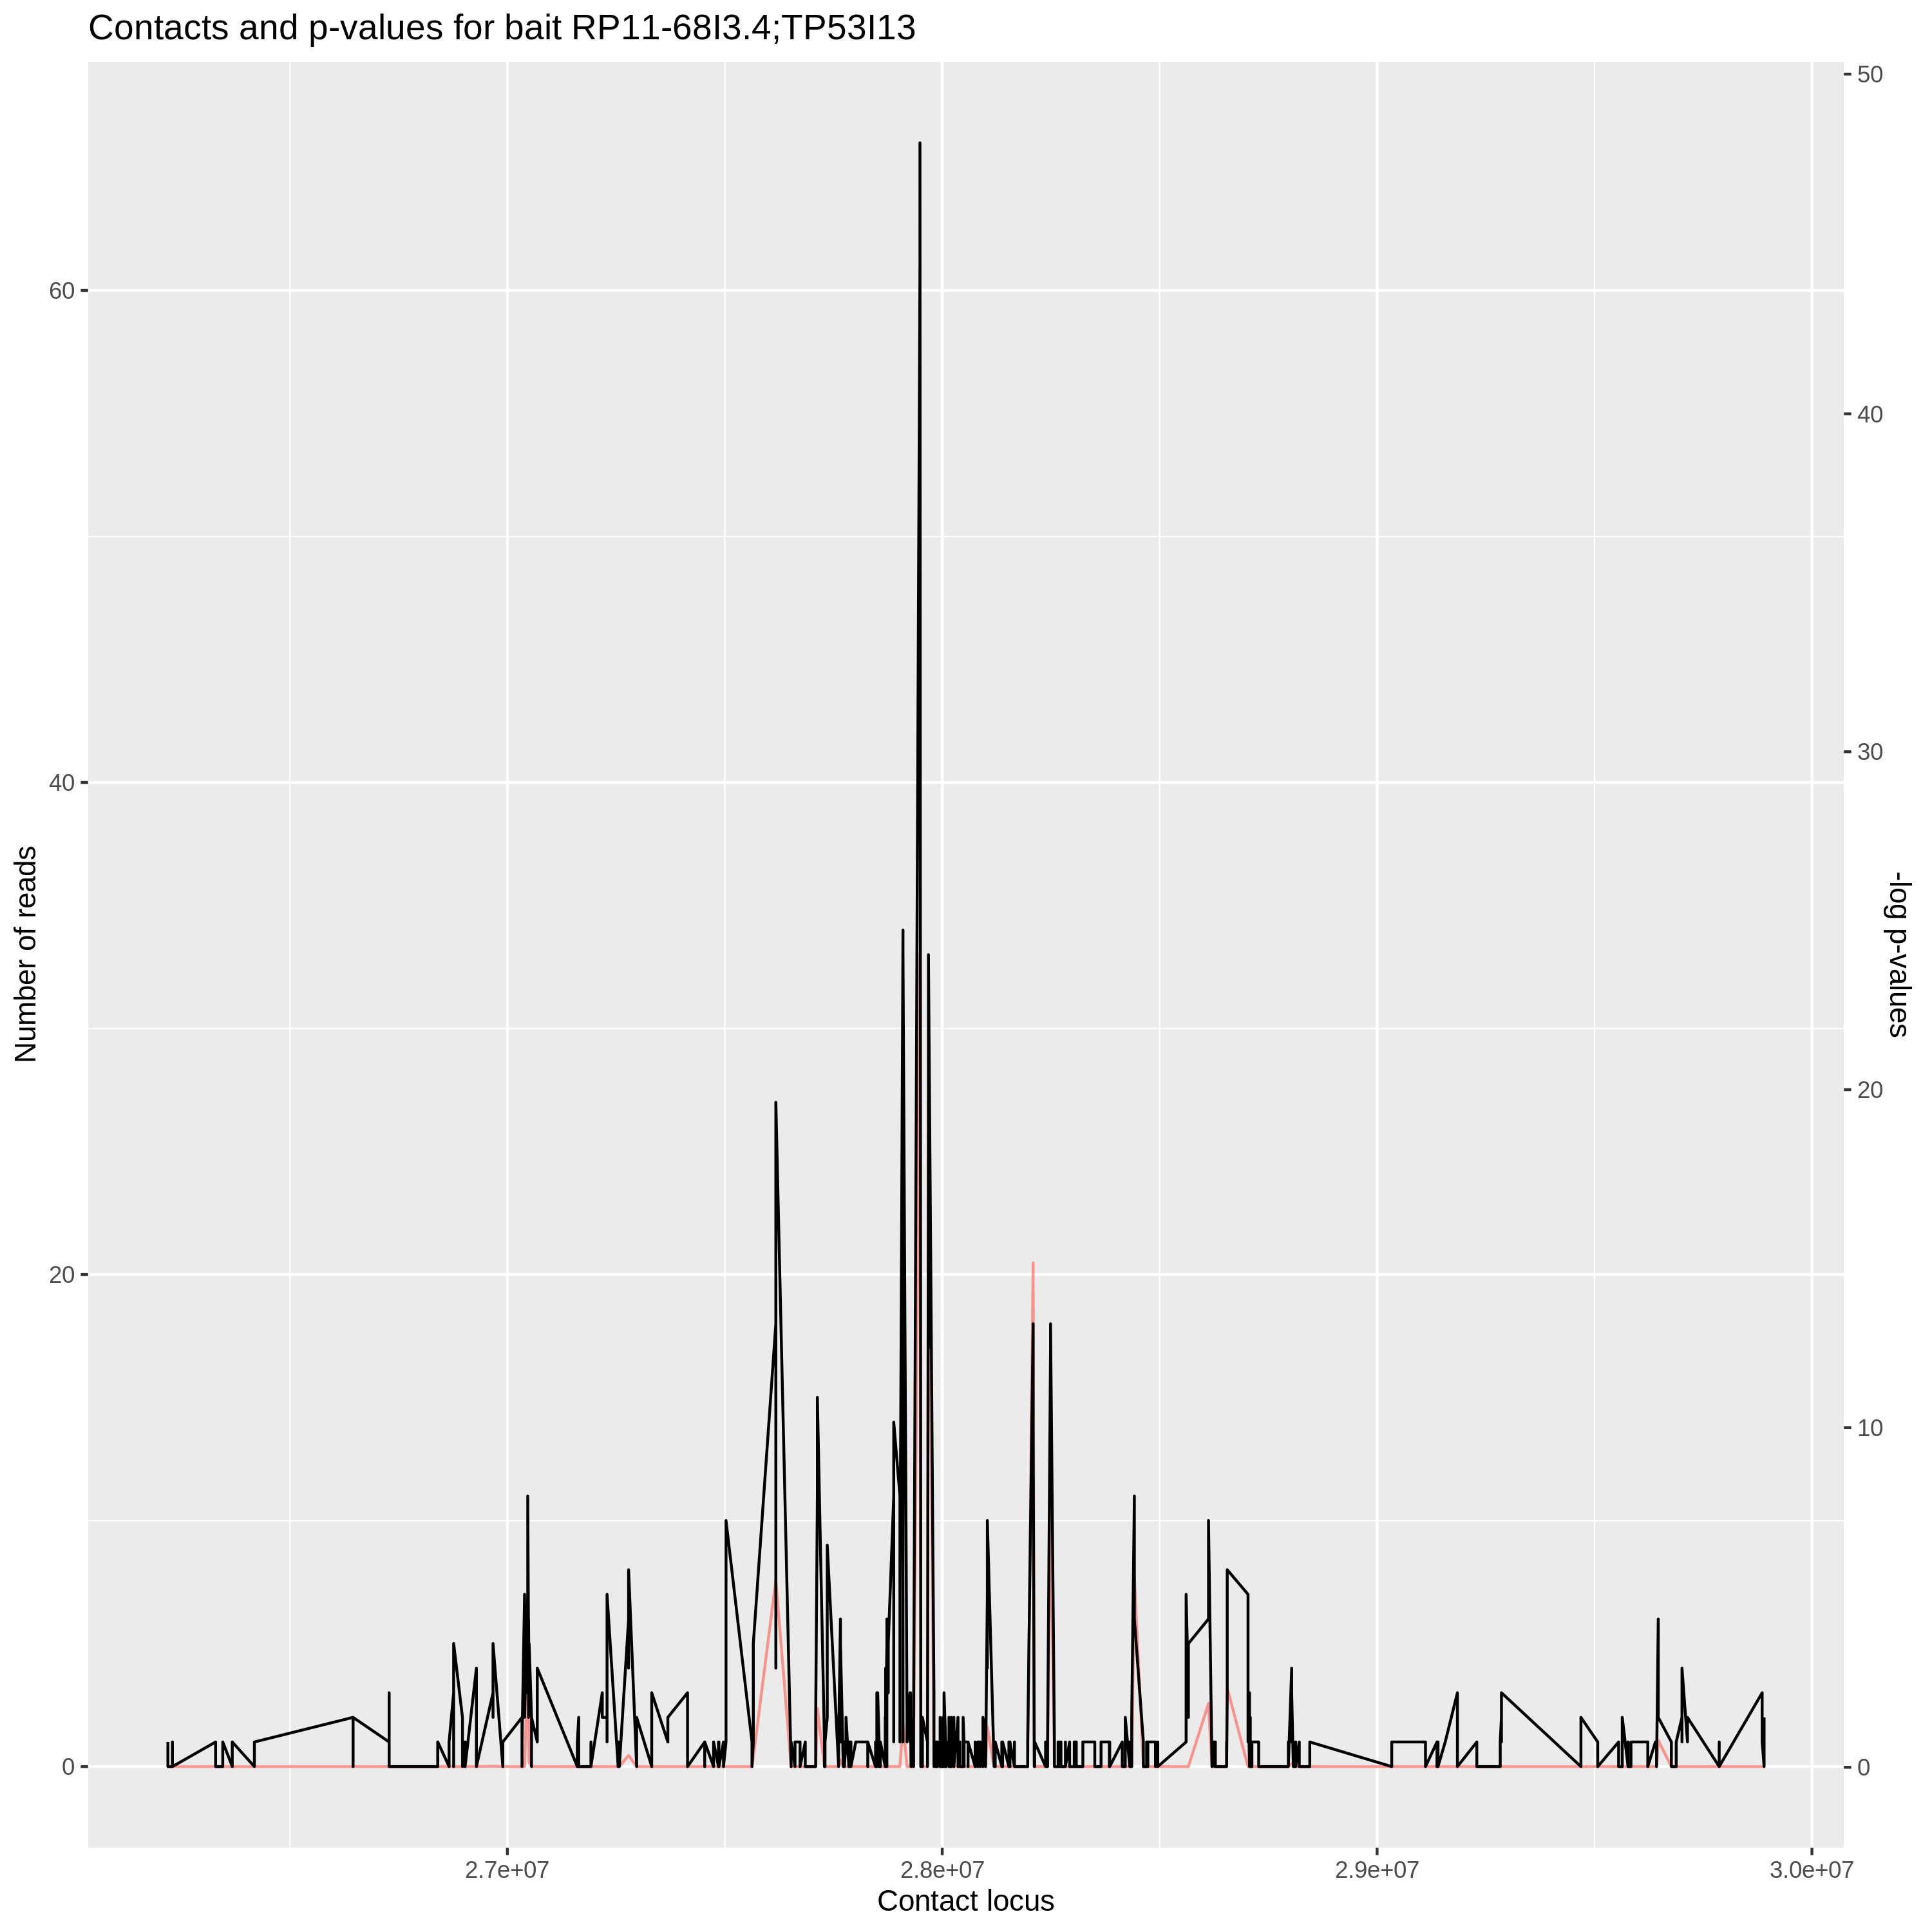 Contacts and p-values for bait RP11-68I3.4;TP53I13
50
60
40
40
30
20
20
10
0
0
Number of reads
-log p-values
2.7e+07
2.8e+07
2.9e+07
3.0e+07
Contact locus